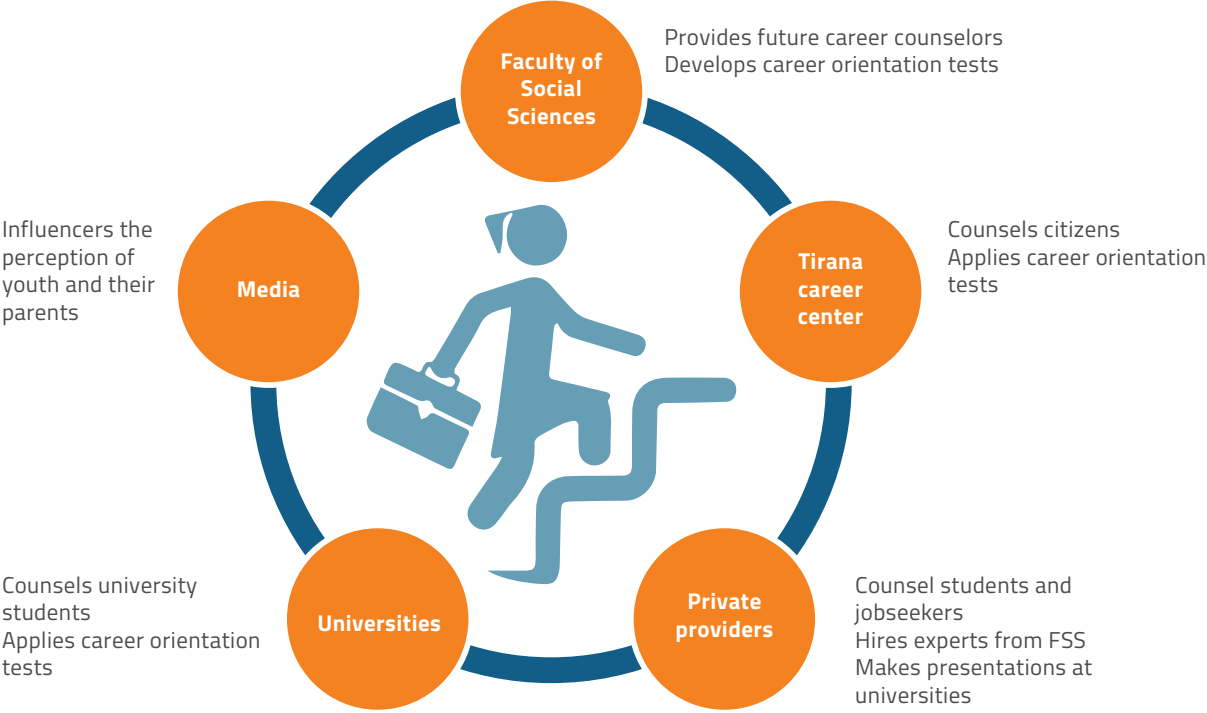 Faculty of
Social
Sciences
Provides future career counselors
Develops career orientation tests
Tirana
career
center
Counsels citizens
Applies career orientation
tests
Private
providers
Counsel students and
jobseekers
Hires experts from FSS
Makes presentations at
universities
Universities
Counsels university
students
Applies career orientation
tests
Media
Influencers the
perception of
youth and their
parents